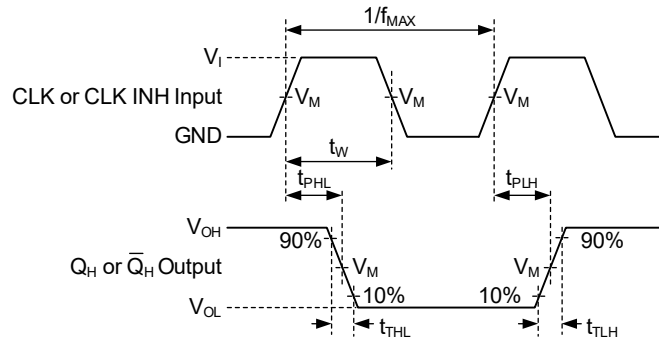 1/fMAX
VI
CLK or CLK INH Input
VM
VM
VM
GND
tW
tPHL
tPLH
VOH
90%
90%
QH or Q̅H Output
VM
VM
10%
10%
VOL
tTHL
tTLH